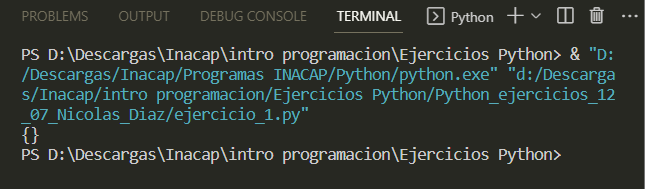 PROBLEMS OUTPUT DEBUG CONSOLE TERMINAL Python
PS D:\Descargas\Inacap\intro programacion\Ejercicios Python> & "D:
/Descargas/Inacap/Programas INACAP/Python/python.exe" "d:/Descarga
s/Inacap/intro programacion/Ejercicios Python/Python_ejercicios_12
_07_Nicolas_Diaz/ejercicio_1.py"
{}
PS D:\Descargas\Inacap\intro programacion\Ejercicios Python>